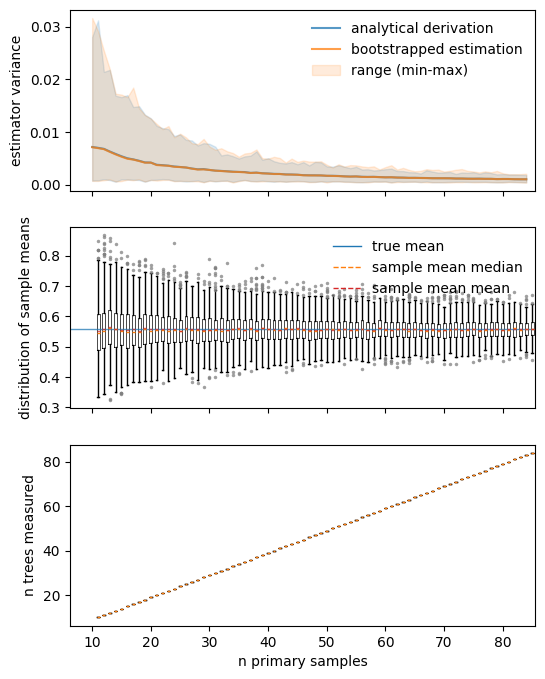 estimator variance
0.03
0.02
0.01
0.00
analytical derivation
bootstrapped estimation
range (min-max)
distribution of sample means
0.8
0.7
0.6
0.5
0.4
0.3
true mean
sample mean median
sample mean mean
n trees measured
80
60
40
20
10
20
30
40
50
60
70
80
n primary samples